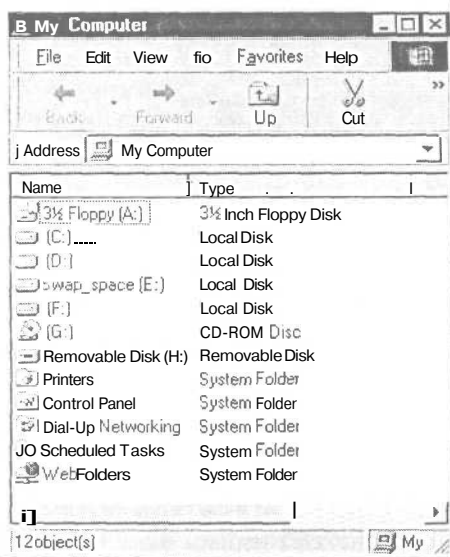 B My Computer
File Edit View fio Favorites Help
Back Forward Up Cut »
j Address My Computer
Name ] Type . . I
3½ Floppy (A:) 3½ Inch Floppy Disk
(C:) Local Disk
(D:) Local Disk
swap_space (E:) Local Disk
(F:) Local Disk
(G:) CD-ROM Disc
Removable Disk (H:) Removable Disk
Printers System Folder
Control Panel System Folder
Dial-Up Networking System Folder
JO Scheduled Tasks System Folder
Web Folders System Folder
12 object(s) My